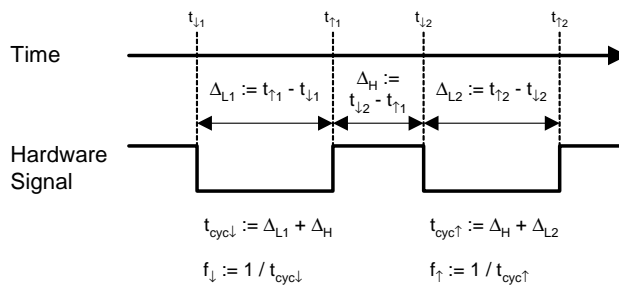 t↓1 t↑1 t↓2 t↑2
Time
ΔL1 := t↑1 - t↓1
ΔH :=
t↓2 - t↑1
ΔL2 := t↑2 - t↓2
Hardware
Signal
tcyc↓ := ΔL1 + ΔH
tcyc↑ := ΔH + ΔL2
f↓ := 1 / tcyc↓
f↑ := 1 / tcyc↑